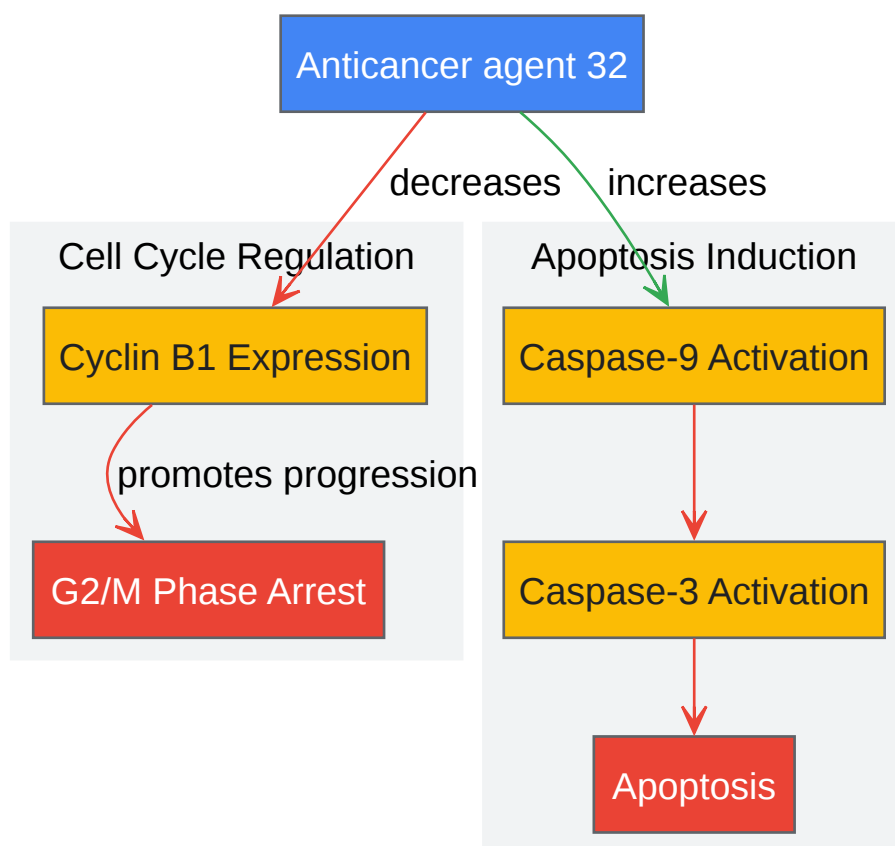 Anticancer agent 32
decreases
increases
Cell Cycle Regulation
Apoptosis Induction
Cyclin B1 Expression
Caspase-9 Activation
promotes progression
G2/M Phase Arrest
Caspase-3 Activation
Apoptosis